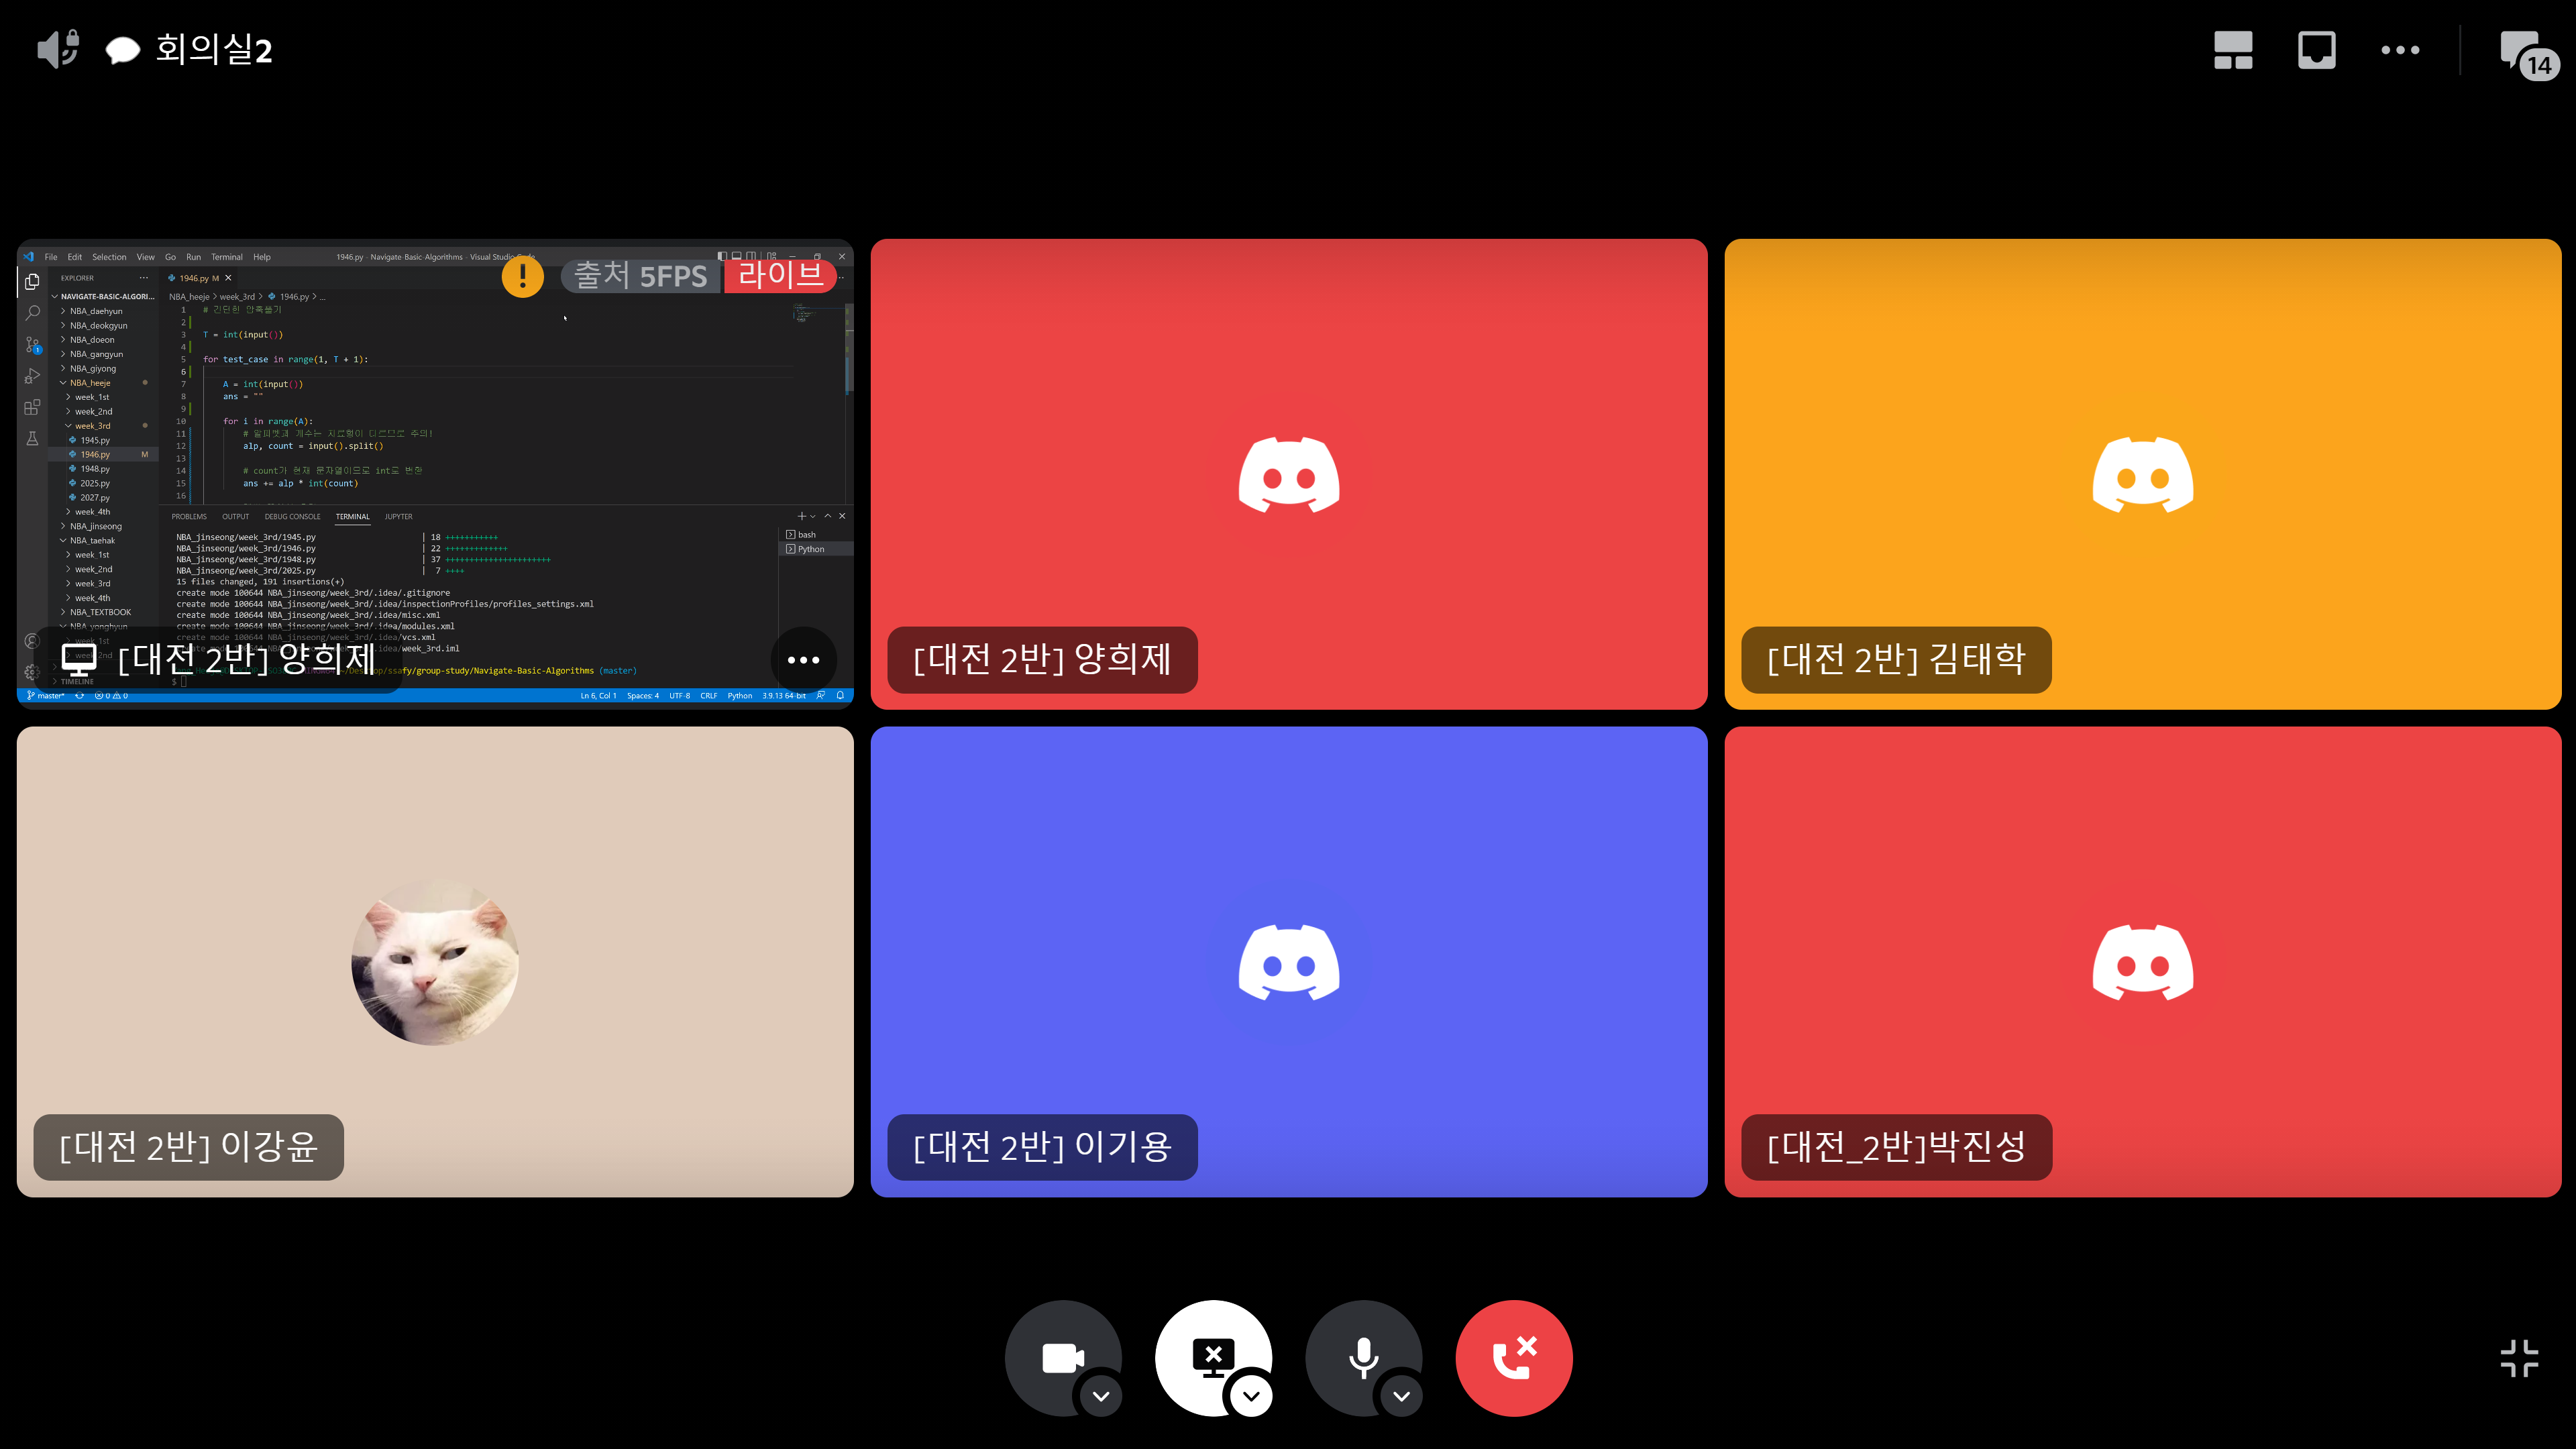 회의실2
14
File Edit Selection View Go Run Terminal Help
1946.py - Navigate-Basic-Algorithms - Visual Studio Code
출처 5FPS 라이브
EXPLORER
NAVIGATE-BASIC-ALGORI...
NBA_daehyun
NBA_deokgyun
NBA_doeon
NBA_gangyun
NBA_giyong
NBA_heeje
week_1st
week_2nd
week_3rd
1945.py
1946.py M
1948.py
2025.py
2027.py
week_4th
NBA_jinseong
NBA_taehak
week_1st
week_2nd
week_3rd
week_4th
NBA_TEXTBOOK
NBA_yonghyun
week_1st
TIMELINE
1946.py M
NBA_heeje > week_3rd > 1946.py > ...
1 # 간단한 압축풀기
2
3 T = int(input())
4
5 for test_case in range(1, T + 1):
6
7 A = int(input())
8 ans = ""
9
10 for i in range(A):
11 # 알파벳과 개수는 자료형이 다르므로 주의!
12 alp, count = input().split()
13
14 # count가 현재 문자열이므로 int로 변환
15 ans += alp * int(count)
16
PROBLEMS OUTPUT DEBUG CONSOLE TERMINAL JUPYTER
bash
Python
NBA_jinseong/week_3rd/1945.py | 18 +++++++++++
NBA_jinseong/week_3rd/1946.py | 22 +++++++++++++
NBA_jinseong/week_3rd/1948.py | 37 ++++++++++++++++++++++
NBA_jinseong/week_3rd/2025.py | 7 ++++
15 files changed, 191 insertions(+)
create mode 100644 NBA_jinseong/week_3rd/.idea/.gitignore
create mode 100644 NBA_jinseong/week_3rd/.idea/inspectionProfiles/profiles_settings.xml
create mode 100644 NBA_jinseong/week_3rd/.idea/misc.xml
create mode 100644 NBA_jinseong/week_3rd/.idea/modules.xml
create mode 100644 NBA_jinseong/week_3rd/.idea/vcs.xml
idea/week_3rd.iml
/ssafy/group-study/Navigate-Basic-Algorithms (master)
$
master* 0 0 Ln 6, Col 1 Spaces: 4 UTF-8 CRLF Python 3.9.13 64-bit
[대전 2반] 양희제
[대전 2반] 양희제
[대전 2반] 김태학
[대전 2반] 이강윤
[대전 2반] 이기용
[대전_2반]박진성